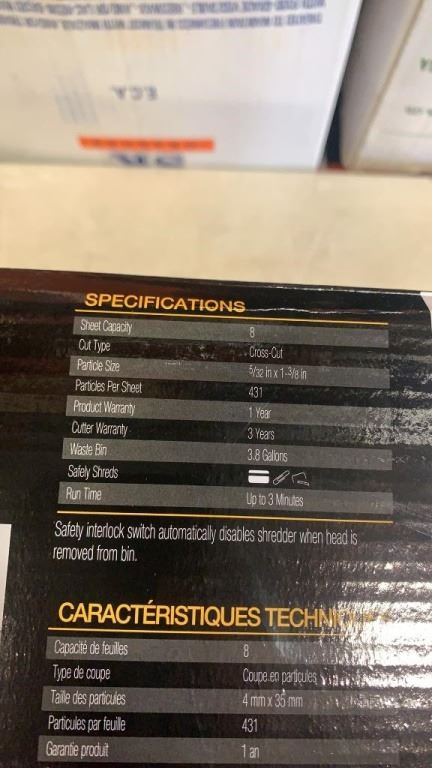 SPECIFICATIONS
Sheet Capacity 8
Cut Type Cross-Cut
Particle Size 5/32 in x 1-3/8 in
Particles Per Sheet 431
Product Warranty 1 Year
Cutter Warranty 3 Years
Waste Bin 3.8 Gallons
Safely Shreds
Run Time Up to 3 Minutes
Safety interlock switch automatically disables shredder when head is
removed from bin.
CARACTÉRISTIQUES
Capacité de feuilles 8
Type de coupe Coupe en particules
Taille des particules 4 mm x 35 mm
Particules par feuille 431
Garantie produit 1 an